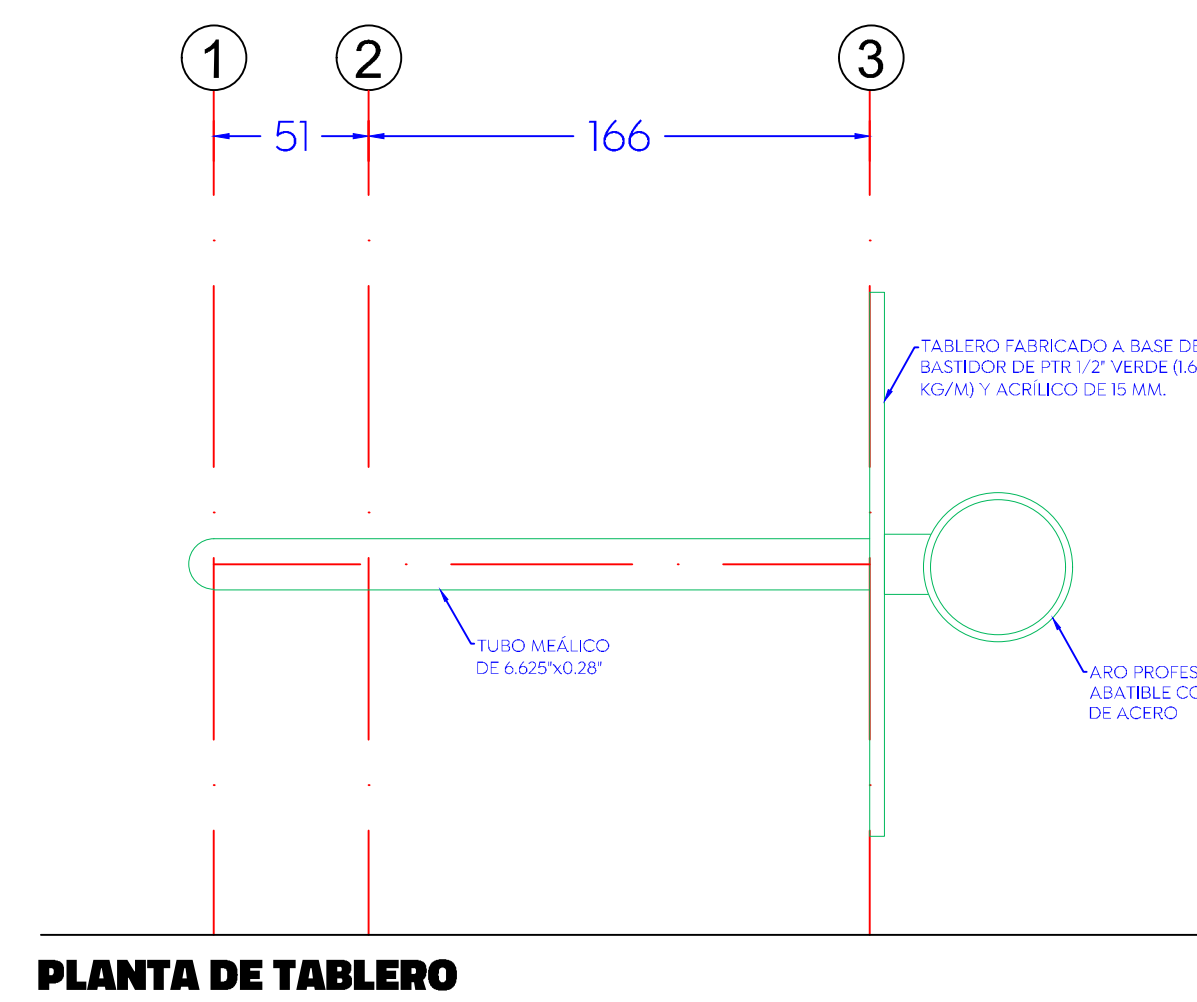 1
2
3
51
166
TABLERO FABRICADO A BASE DE
BASTIDOR DE PTR 1/2" VERDE (1.6
KG/M) Y ACRÍLICO DE 15 MM.
TUBO MEÁLICO
DE 6.625"x0.28"
ARO PROFES
ABATIBLE CO
DE ACERO
PLANTA DE TABLERO